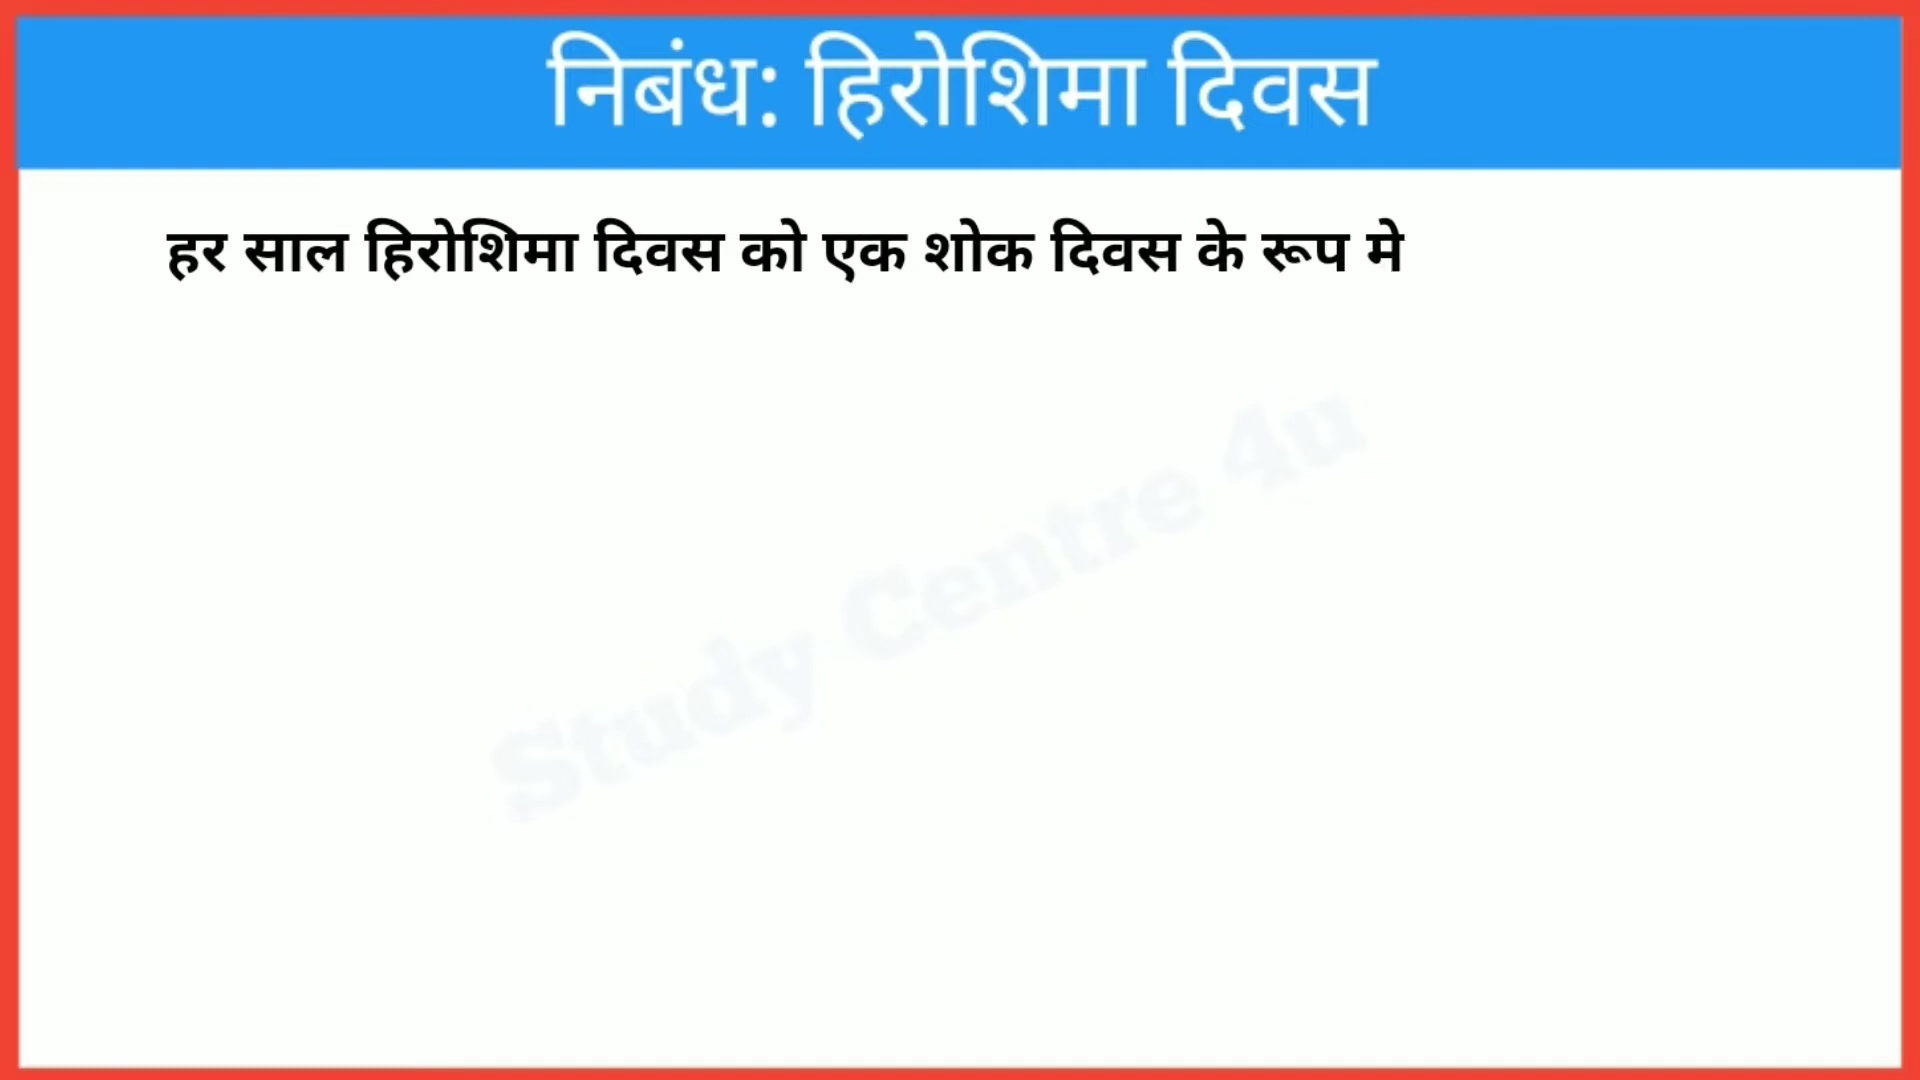 निबंध: हिरोशिमा दिवस
हर साल हिरोशिमा दिवस को एक शोक दिवस के रूप मे
Study Centre 4u